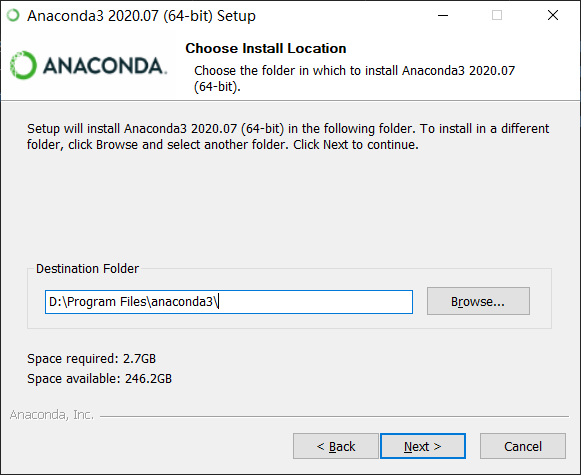 Anaconda3 2020.07 (64-bit) Setup
Choose Install Location
ANACONDA.
Choose the folder in which to install Anaconda3 2020.07
(64-bit).
Setup will install Anaconda3 2020.07 (64-bit) in the following folder. To install in a different
folder, click Browse and select another folder. Click Next to continue.
Destination Folder
D:\Program Files\anaconda3\
Browse...
Space required: 2.7GB
Space available: 246.2GB
Anaconda, Inc.
< Back
Next >
Cancel